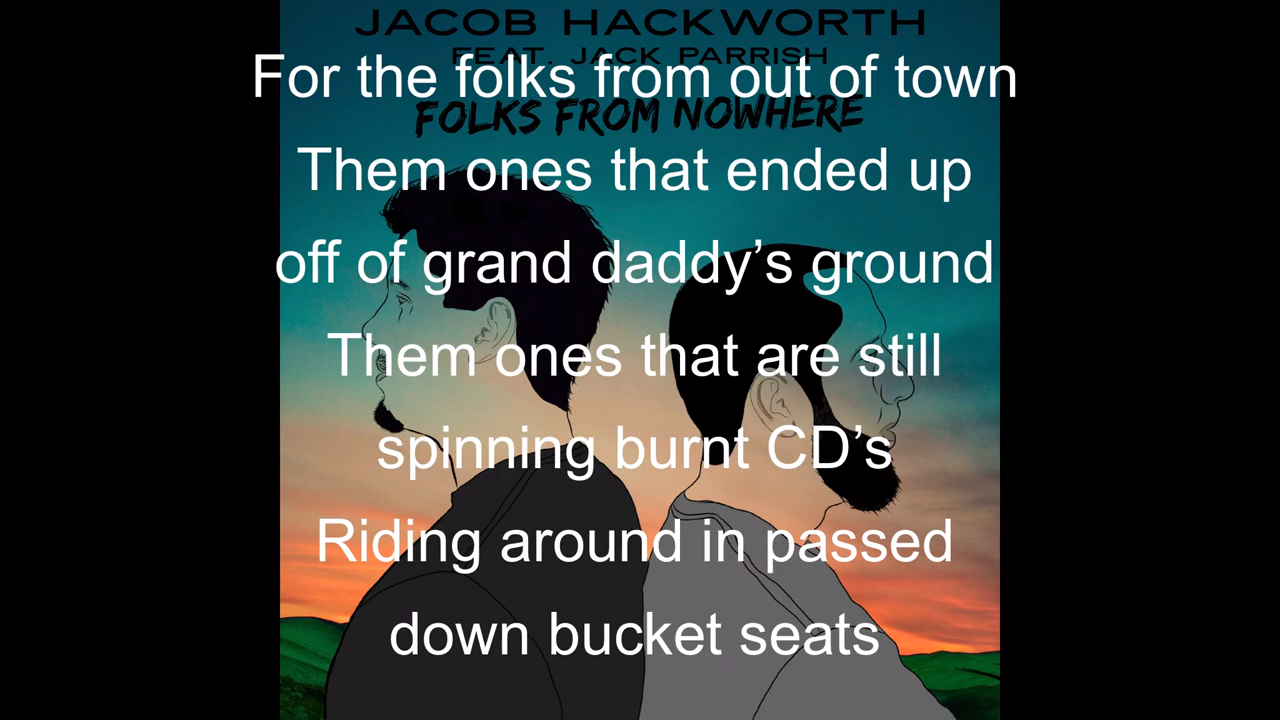 JACOB HACKWORTH
FEAT. JACK PARRISH
For the folks from out of town
FOLKS FROM NOWHERE
Them ones that ended up
off of grand daddy’s ground
Them ones that are still
spinning burnt CD’s
Riding around in passed
down bucket seats